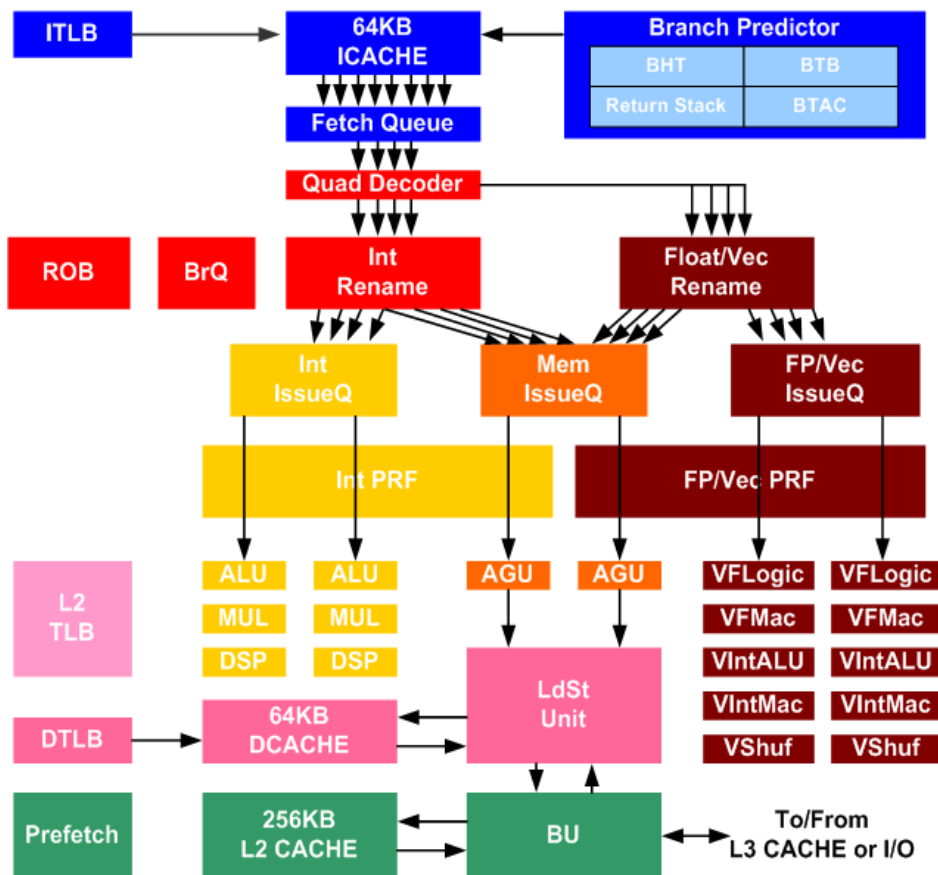 ITLB
64KB
ICACHE
Branch Predictor
BHT
BTB
Return Stack
BTAC
Fetch Queue
Quad Decoder
ROB
BrQ
Int
Rename
Float/Vec
Rename
Int
IssueQ
Mem
IssueQ
FP/Vec
IssueQ
Int PRF
FP/Vec PRF
L2
TLB
ALU
ALU
AGU
AGU
VFLogic
VFLogic
MUL
MUL
VFMac
VFMac
DSP
DSP
VIntALU
VIntALU
LdSt
Unit
VIntMac
VIntMac
DTLB
64KB
DCACHE
VShuf
VShuf
Prefetch
256KB
L2 CACHE
BU
To/From
L3 CACHE or I/O